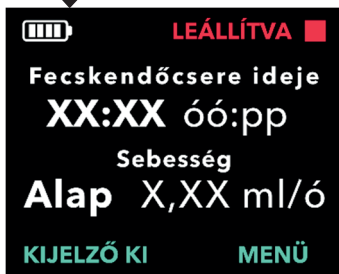 LEÁLLÍTVA
Fecskendőcsere ideje
XX:XX óó:pp
Sebesség
Alap X,XX ml/ó
KIJELZŐ KI MENÜ